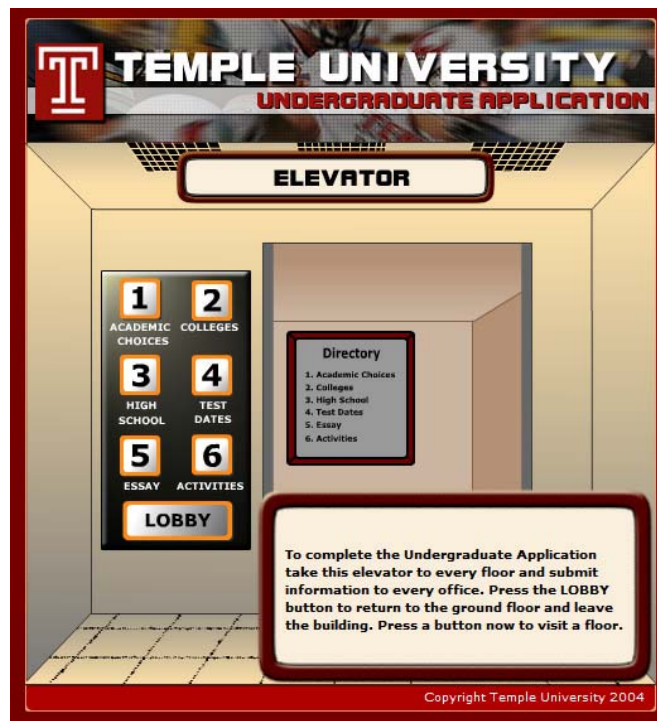 TEMPLE UNIVERSITY
UNDERGRADUATE APPLICATION
ELEVATOR
1
2
ACADEMIC CHOICES
COLLEGES
3
4
HIGH SCHOOL
TEST DATES
5
6
ESSAY
ACTIVITIES
LOBBY
Directory
1. Academic Choices
2. Colleges
3. High School
4. Test Dates
5. Essay
6. Activities
To complete the Undergraduate Application
take this elevator to every floor and submit
information to every office. Press the LOBBY
button to return to the ground floor and leave
the building. Press a button now to visit a floor.
Copyright Temple University 2004